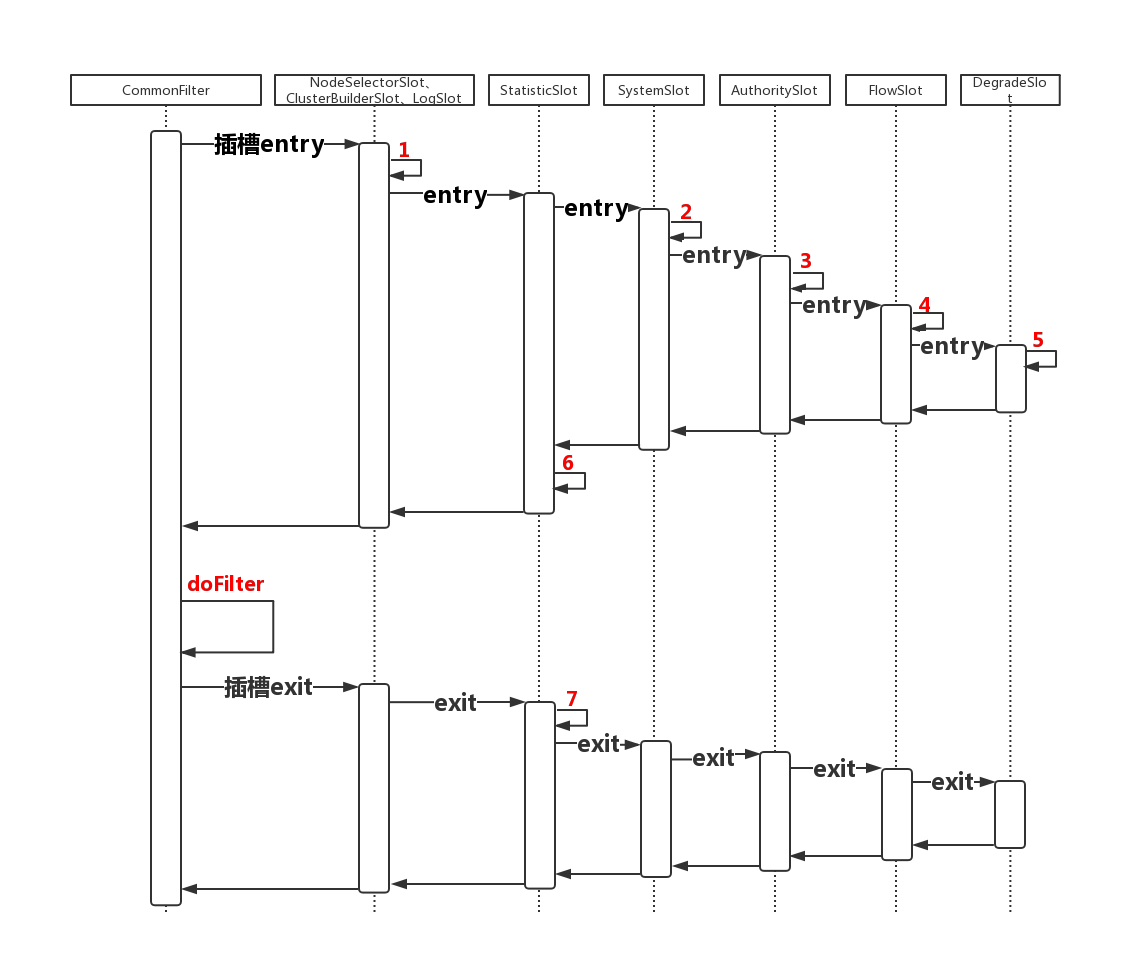 CommonFilter
NodeSelectorSlot、
ClusterBuilderSlot、LogSlot
StatisticSlot
SystemSlot
AuthoritySlot
FlowSlot
DegradeSlo
t
插槽entry
1
entry
entry
2
entry
3
entry
4
entry
5
6
doFilter
插槽exit
exit
7
exit
exit
exit
exit